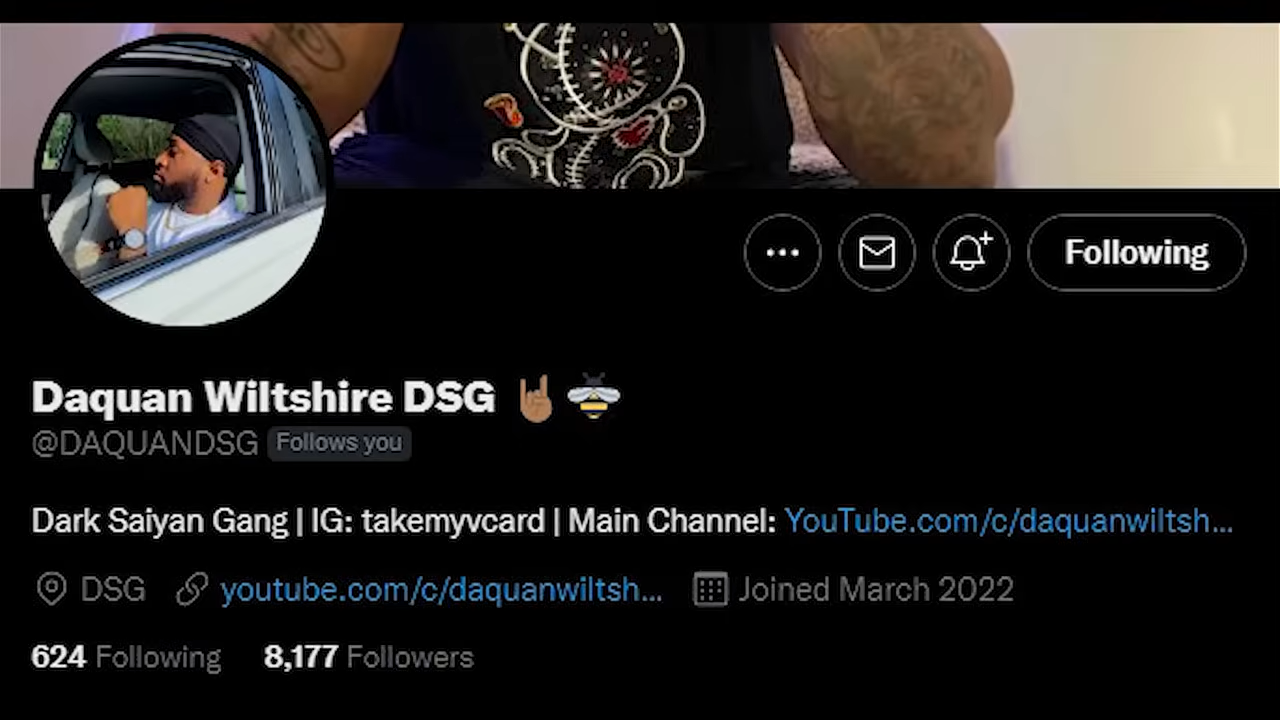 Following
Daquan Wiltshire DSG 🤘🏽 🐝
@DAQUANDSG Follows you
Dark Saiyan Gang | IG: takemyvcard | Main Channel: YouTube.com/c/daquanwiltsh...
DSG youtube.com/c/daquanwiltsh... Joined March 2022
624 Following 8,177 Followers